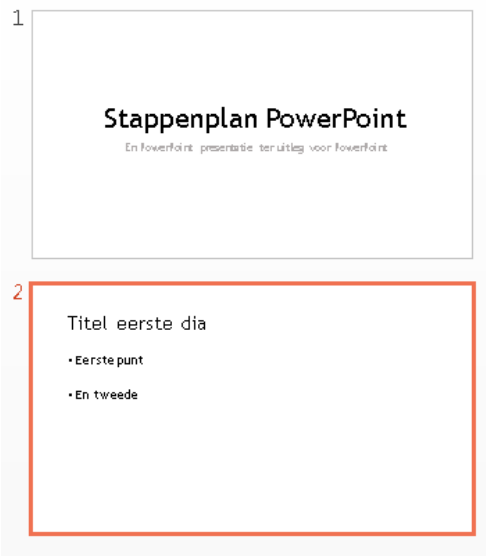 1
Stappenplan PowerPoint
En PowerPoint presentatie ter uitleg voor PowerPoint
2
Titel eerste dia
• Eerste punt
• En tweede